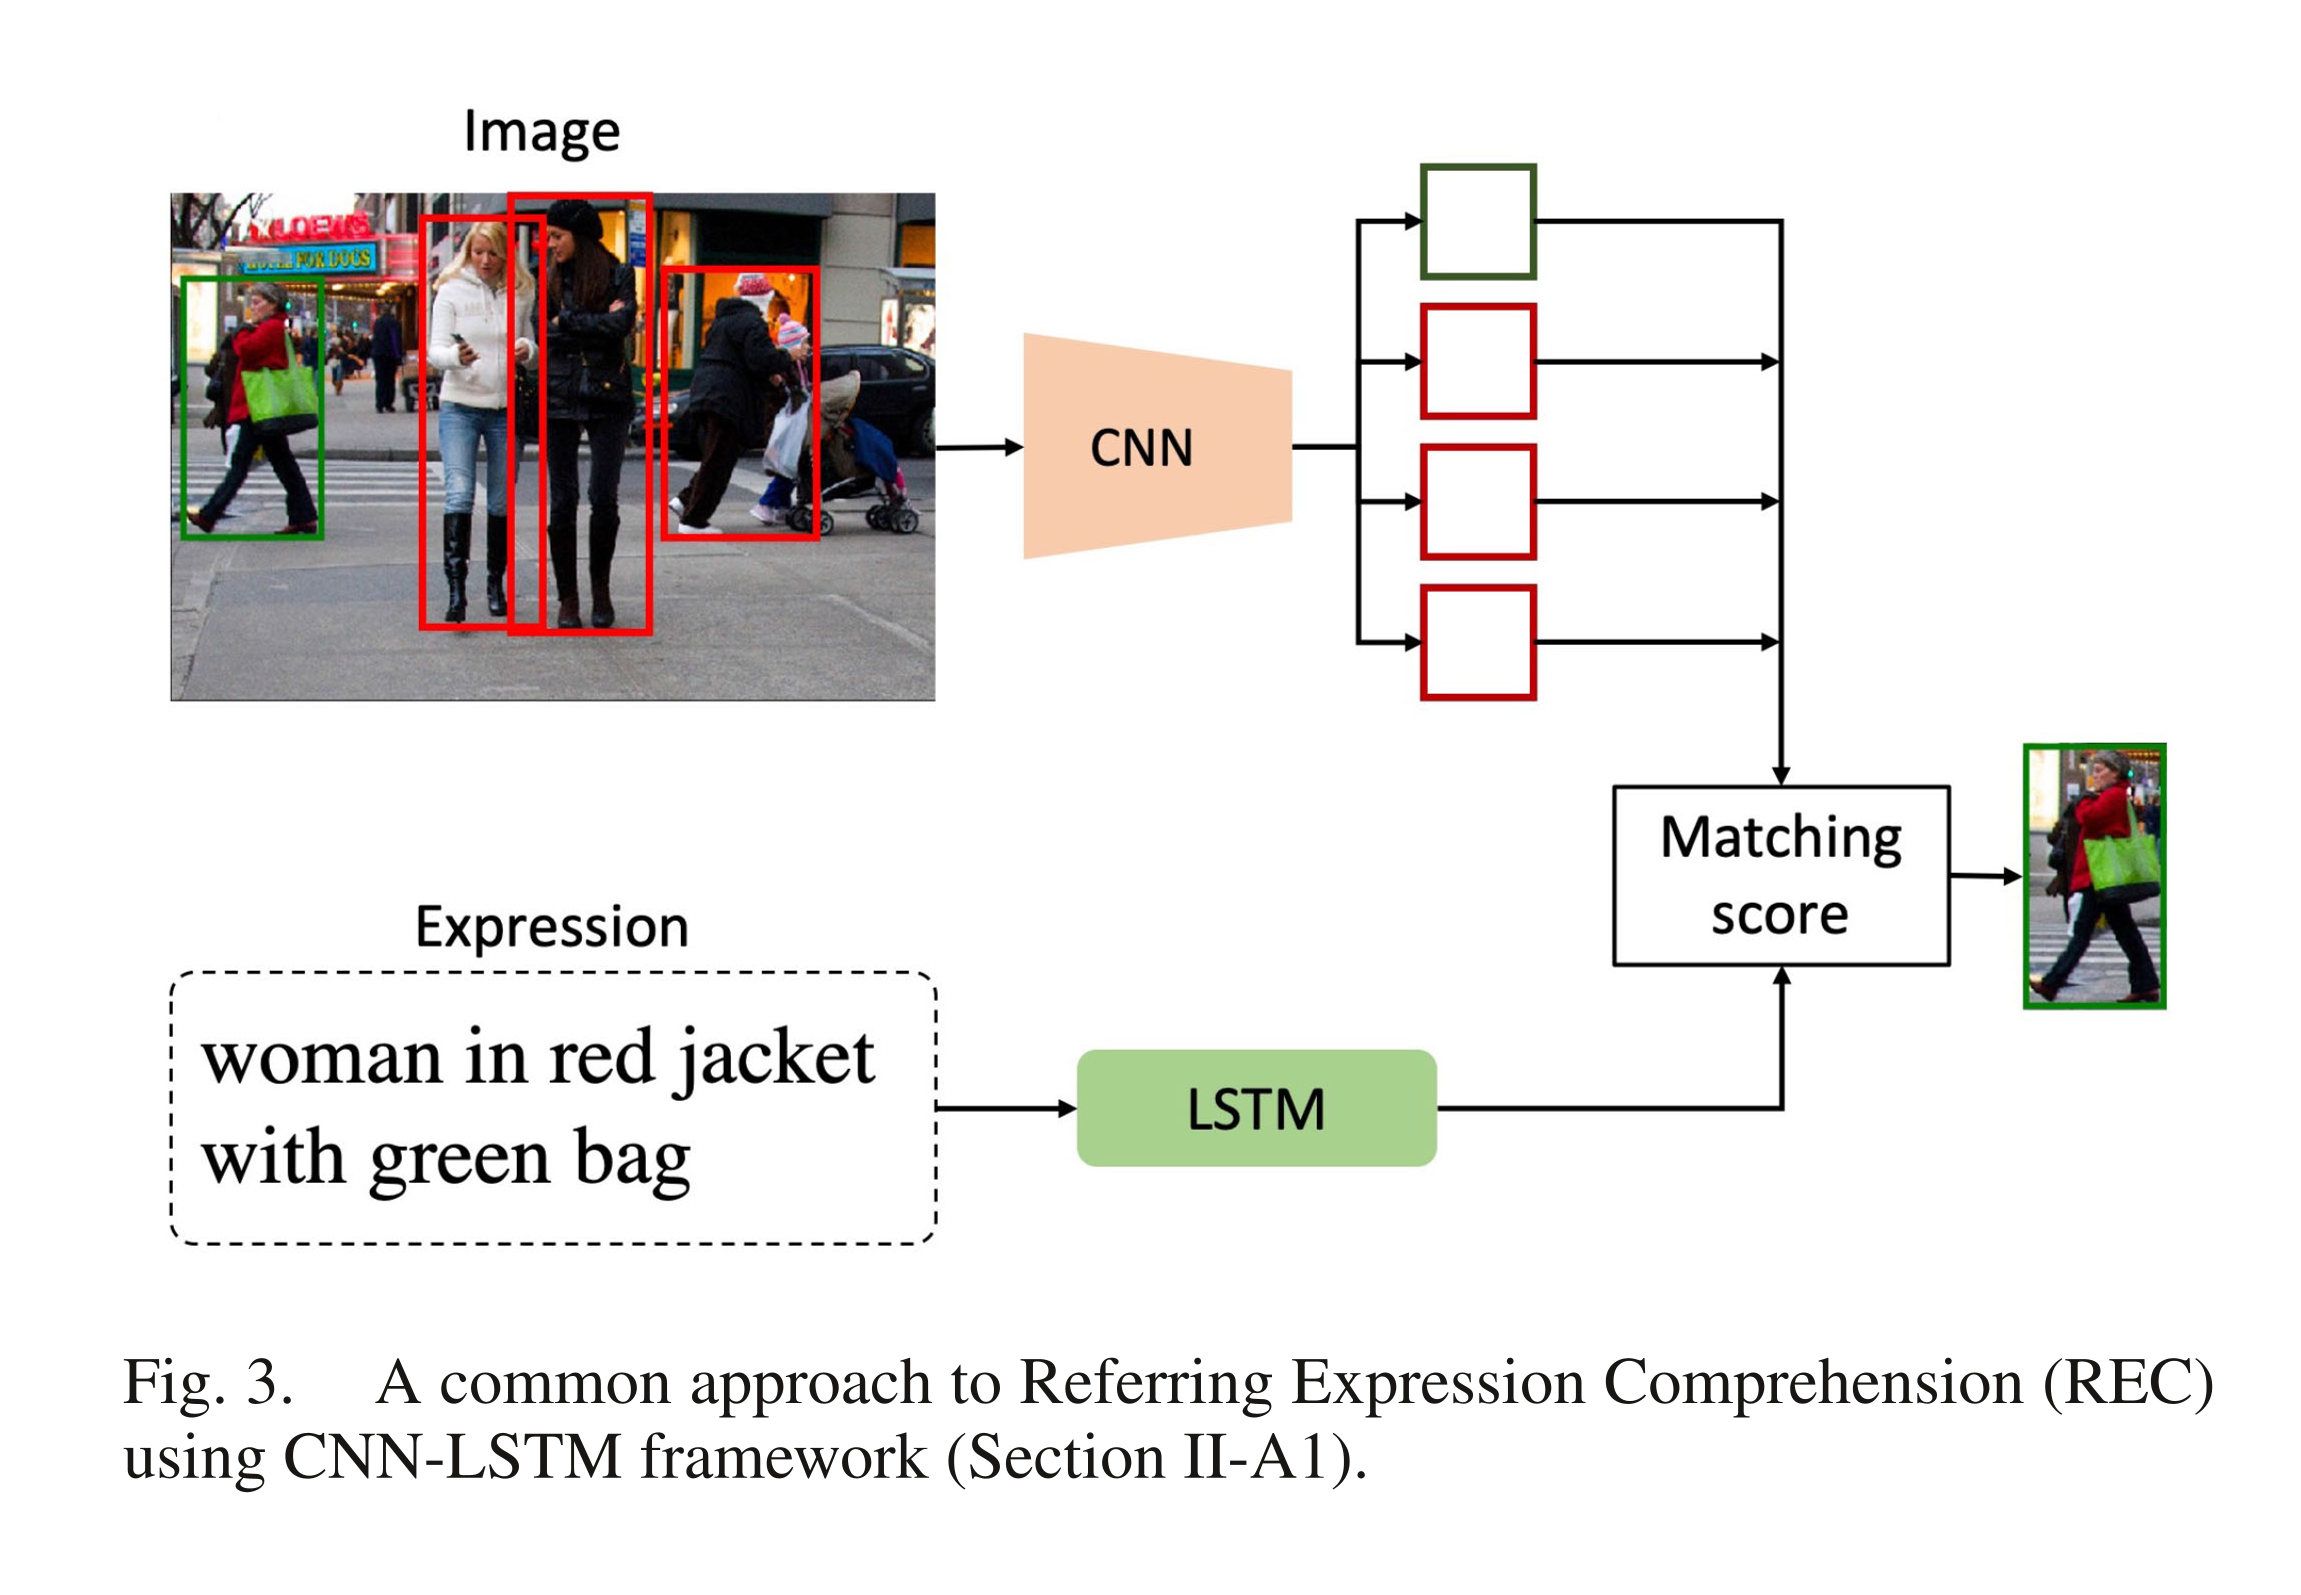 Image
LOEWS
FOR DOGS
CNN
Matching
score
Expression
woman in red jacket
with green bag
LSTM
Fig. 3. A common approach to Referring Expression Comprehension (REC)
using CNN-LSTM framework (Section II-A1).